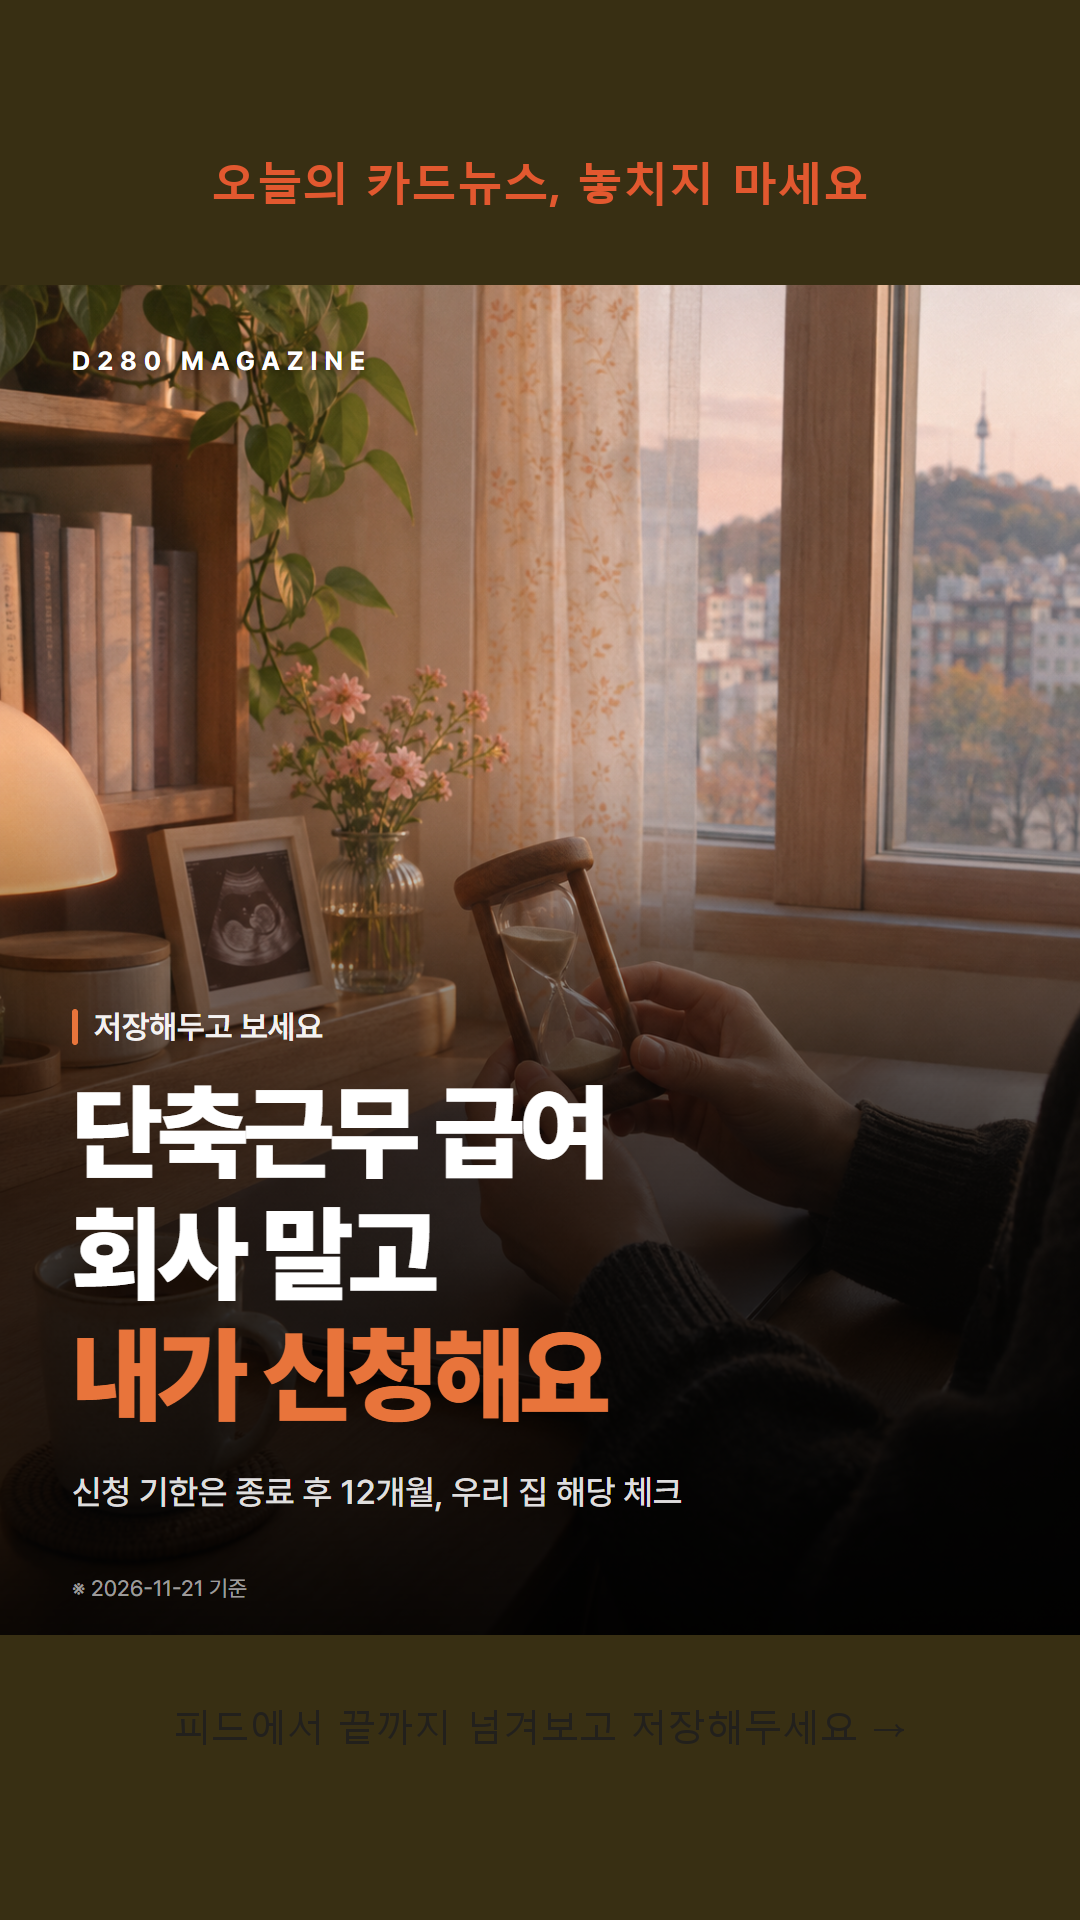 오늘의 카드뉴스, 놓치지 마세요
D280 MAGAZINE
저장해두고 보세요
단축근무 급여
회사 말고
내가 신청해요
신청 기한은 종료 후 12개월, 우리 집 해당 체크
※ 2026-11-21 기준
피드에서 끝까지 넘겨보고 저장해두세요 →